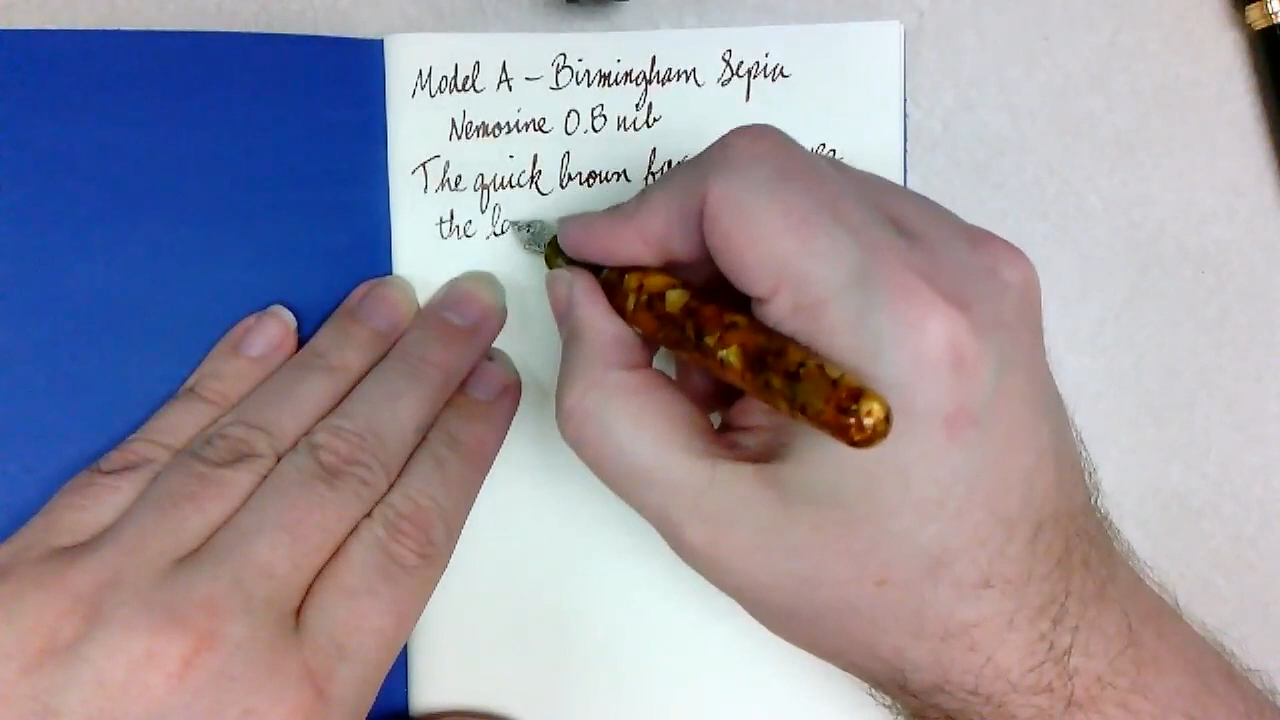 Model A - Birmingham Sepia
Nemosine 0.8 nib
The quick brown
the